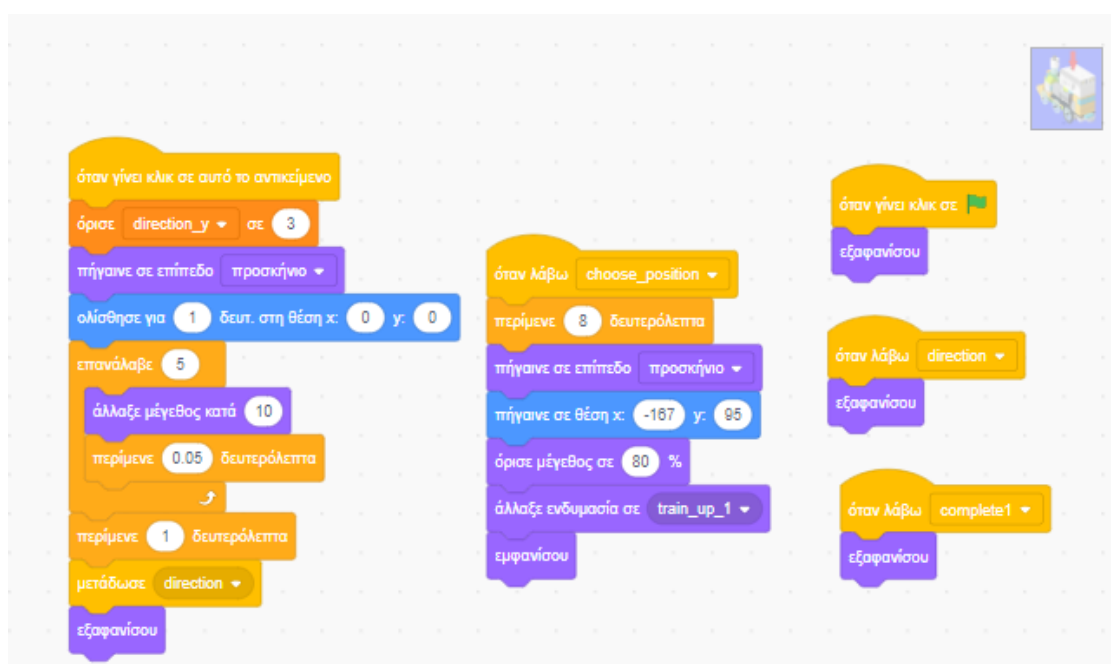 όταν γίνει κλικ σε αυτό το αντικείμενο
όρισε direction_y σε 3
πήγαινε σε επίπεδο προσκήνιο
ολίσθησε για 1 δευτ. στη θέση x: 0 y: 0
επανάλαβε 5
άλλαξε μέγεθος κατά 10
περίμενε 0.05 δευτερόλεπτα
περίμενε 1 δευτερόλεπτα
μετάδωσε direction
εξαφανίσου
όταν λάβω choose_position
περίμενε 8 δευτερόλεπτα
πήγαινε σε επίπεδο προσκήνιο
πήγαινε σε θέση x: -167 y: 95
όρισε μέγεθος σε 80 %
άλλαξε ενδυμασία σε train_up_1
εμφανίσου
όταν γίνει κλικ σε
εξαφανίσου
όταν λάβω direction
εξαφανίσου
όταν λάβω complete1
εξαφανίσου